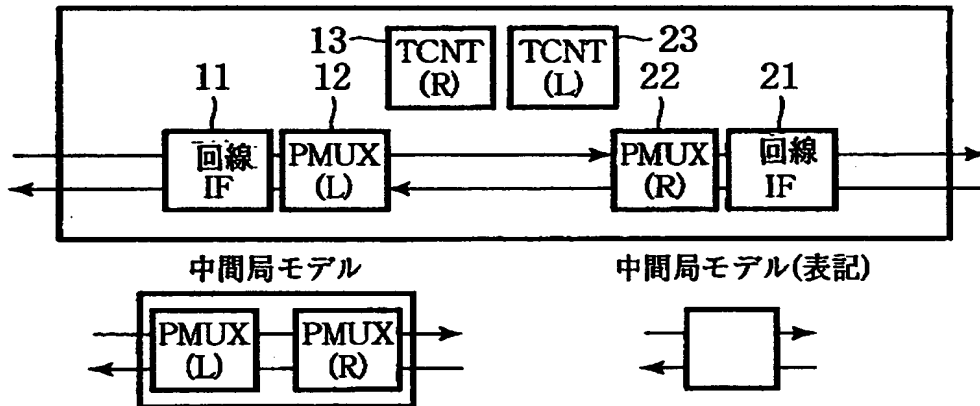 13
TCNT
(R)
TCNT
(L)
23
11
12
22
21
回線
IF
PMUX
(L)
PMUX
(R)
回線
IF
中間局モデル
中間局モデル(表記)
PMUX
(L)
PMUX
(R)